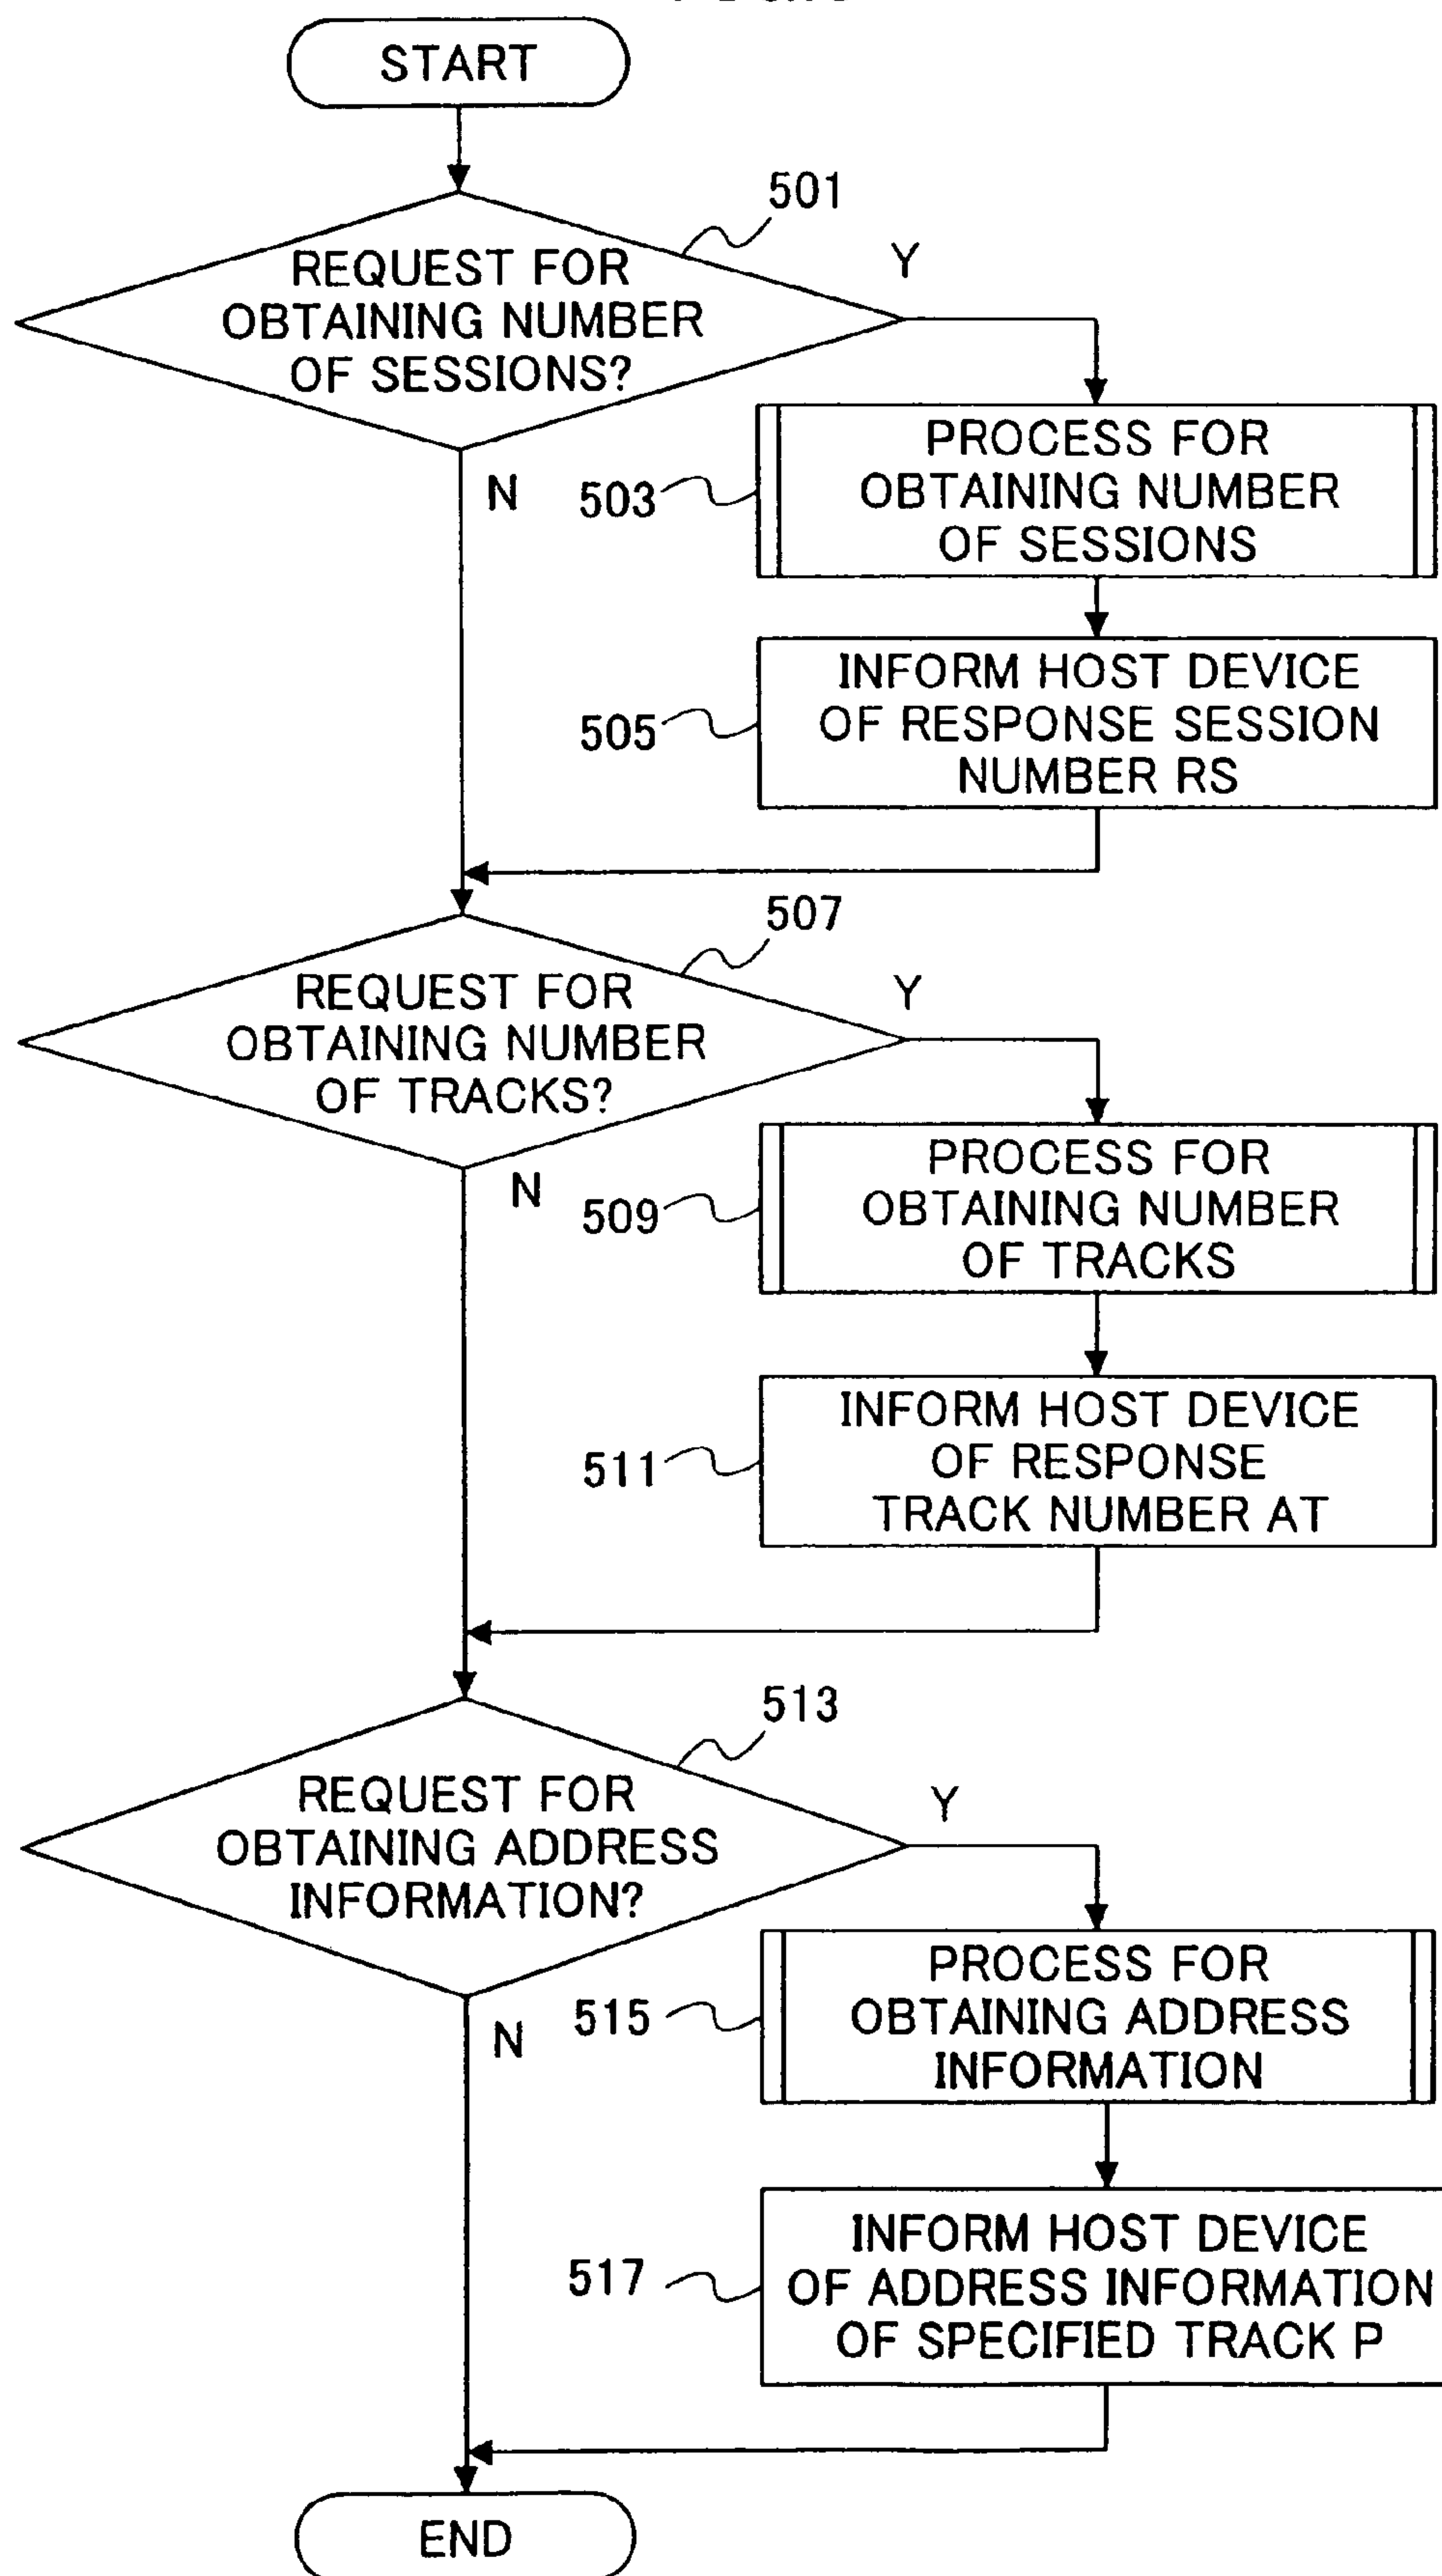 START
501
REQUEST FOR
OBTAINING NUMBER
OF SESSIONS?
Y
N
PROCESS FOR
503
OBTAINING NUMBER
OF SESSIONS
INFORM HOST DEVICE
505
OF RESPONSE SESSION
NUMBER RS
507
REQUEST FOR
OBTAINING NUMBER
OF TRACKS?
Y
N
PROCESS FOR
509
OBTAINING NUMBER
OF TRACKS
INFORM HOST DEVICE
511
OF RESPONSE
TRACK NUMBER AT
513
REQUEST FOR
OBTAINING ADDRESS
INFORMATION?
Y
N
PROCESS FOR
515
OBTAINING ADDRESS
INFORMATION
INFORM HOST DEVICE
517
OF ADDRESS INFORMATION
OF SPECIFIED TRACK P
END